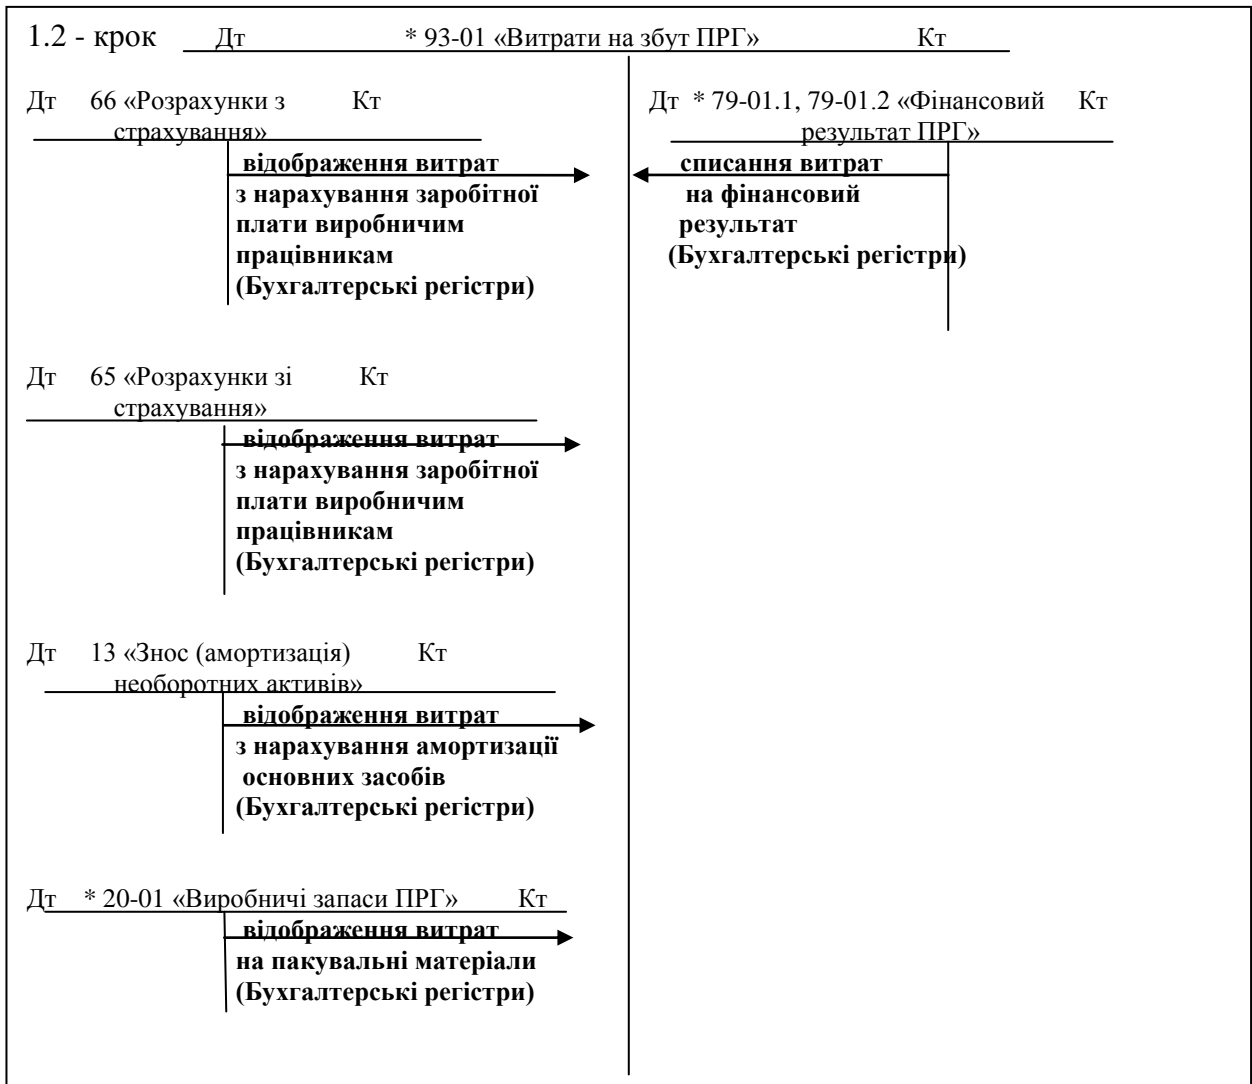 1.2 - крок Дт * 93-01 «Витрати на збут ПРГ» Кт
Дт 66 «Розрахунки з Кт
страхування»
відображення витрат
з нарахування заробітної
плати виробничим
працівникам
(Бухгалтерські регістри)
Дт * 79-01.1, 79-01.2 «Фінансовий Кт
результат ПРГ»
списання витрат
на фінансовий
результат
(Бухгалтерські регістри)
Дт 65 «Розрахунки зі Кт
страхування»
відображення витрат
з нарахування заробітної
плати виробничим
працівникам
(Бухгалтерські регістри)
Дт 13 «Знос (амортизація) Кт
необоротних активів»
відображення витрат
з нарахування амортизації
основних засобів
(Бухгалтерські регістри)
Дт * 20-01 «Виробничі запаси ПРГ» Кт
відображення витрат
на пакувальні матеріали
(Бухгалтерські регістри)